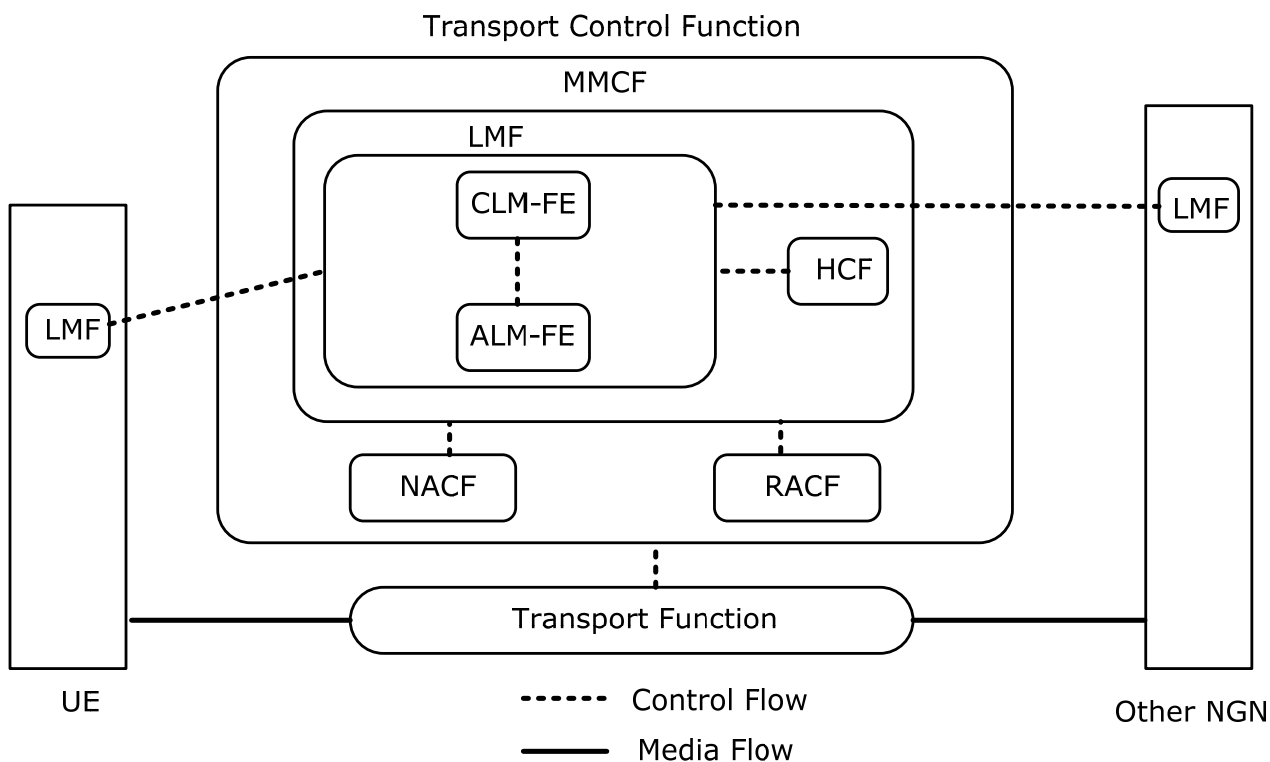 Transport Control Function
MMCF
LMF
CLM-FE
LMF
HCF
LMF
ALM-FE
NACF
RACF
Transport Function
UE
Control Flow
Other NGN
Media Flow